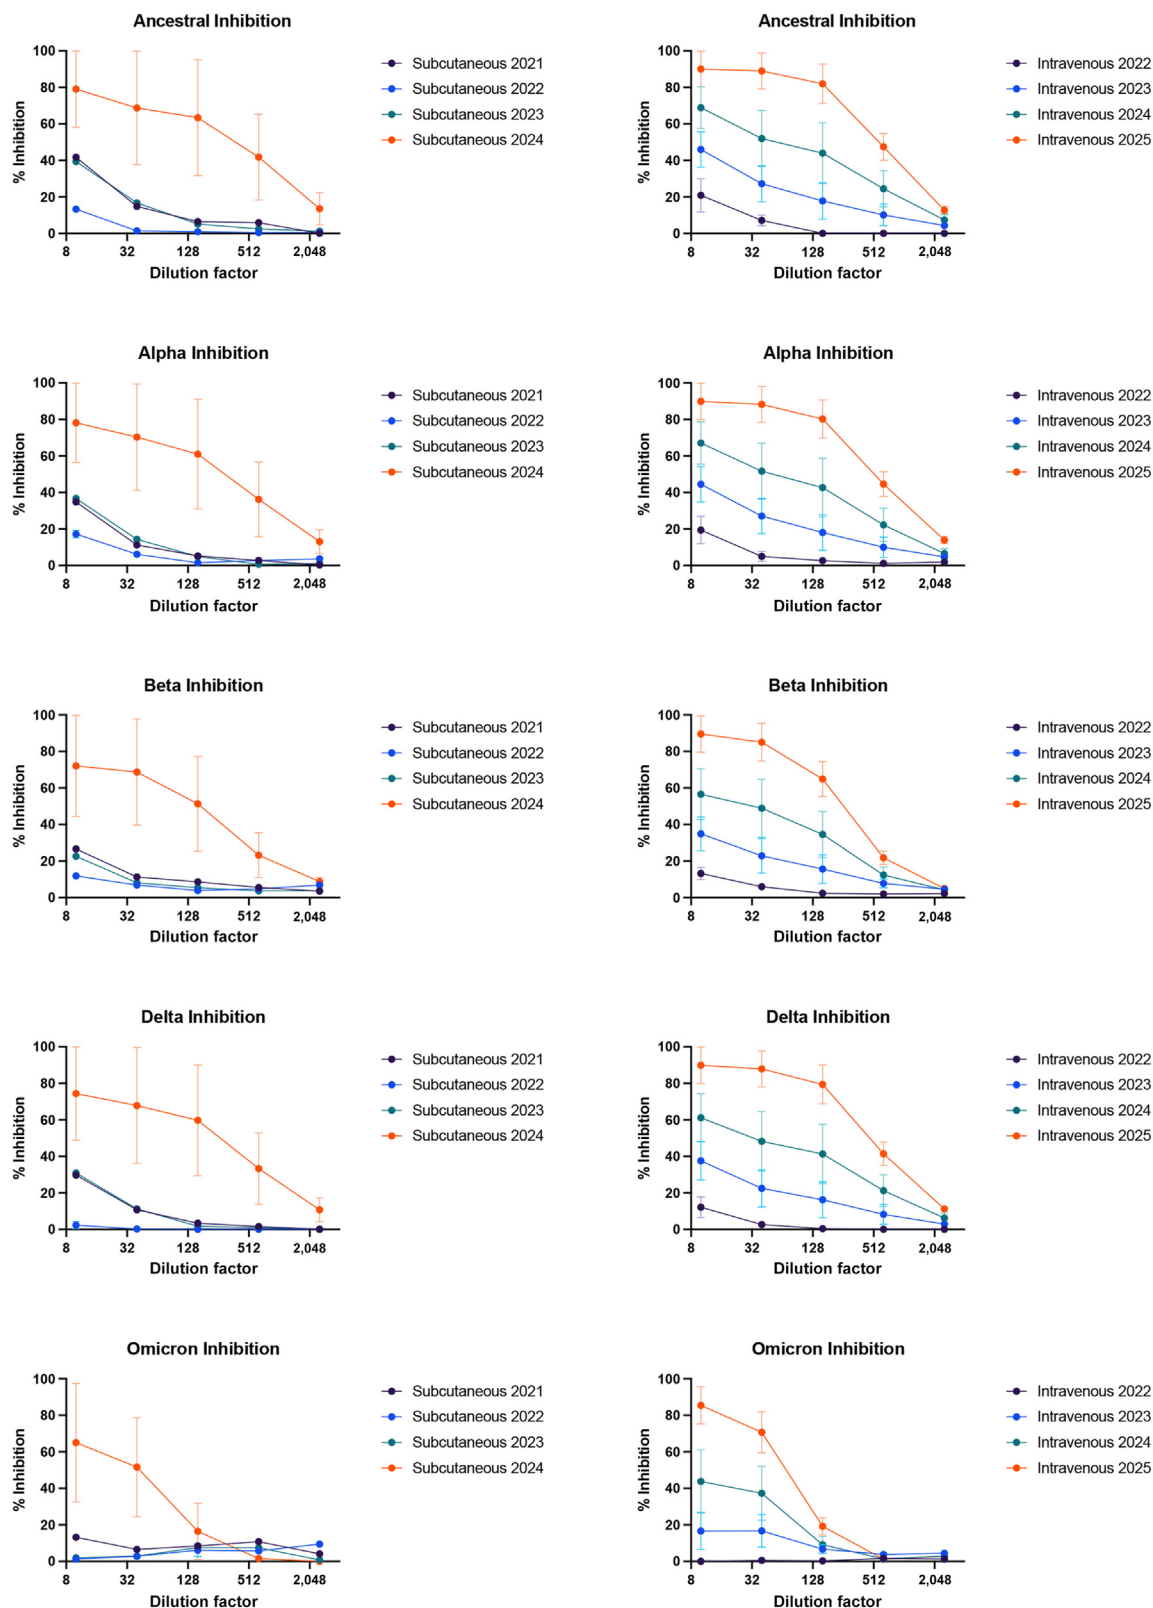 Ancestral Inhibition
% Inhibition
100
80
60
40
20
0
8 32 128 512 2,048
Dilution factor
Subcutaneous 2021
Subcutaneous 2022
Subcutaneous 2023
Subcutaneous 2024
Ancestral Inhibition
% Inhibition
100
80
60
40
20
0
8 32 128 512 2,048
Dilution factor
Intravenous 2022
Intravenous 2023
Intravenous 2024
Intravenous 2025
Alpha Inhibition
% Inhibition
100
80
60
40
20
0
8 32 128 512 2,048
Dilution factor
Subcutaneous 2021
Subcutaneous 2022
Subcutaneous 2023
Subcutaneous 2024
Alpha Inhibition
% Inhibition
100
80
60
40
20
0
8 32 128 512 2,048
Dilution factor
Intravenous 2022
Intravenous 2023
Intravenous 2024
Intravenous 2025
Beta Inhibition
% Inhibition
100
80
60
40
20
0
8 32 128 512 2,048
Dilution factor
Subcutaneous 2021
Subcutaneous 2022
Subcutaneous 2023
Subcutaneous 2024
Beta Inhibition
% Inhibition
100
80
60
40
20
0
8 32 128 512 2,048
Dilution factor
Intravenous 2022
Intravenous 2023
Intravenous 2024
Intravenous 2025
Delta Inhibition
% Inhibition
100
80
60
40
20
0
8 32 128 512 2,048
Dilution factor
Subcutaneous 2021
Subcutaneous 2022
Subcutaneous 2023
Subcutaneous 2024
Delta Inhibition
% Inhibition
100
80
60
40
20
0
8 32 128 512 2,048
Dilution factor
Intravenous 2022
Intravenous 2023
Intravenous 2024
Intravenous 2025
Omicron Inhibition
% Inhibition
100
80
60
40
20
0
8 32 128 512 2,048
Dilution factor
Subcutaneous 2021
Subcutaneous 2022
Subcutaneous 2023
Subcutaneous 2024
Omicron Inhibition
% Inhibition
100
80
60
40
20
0
8 32 128 512 2,048
Dilution factor
Intravenous 2022
Intravenous 2023
Intravenous 2024
Intravenous 2025